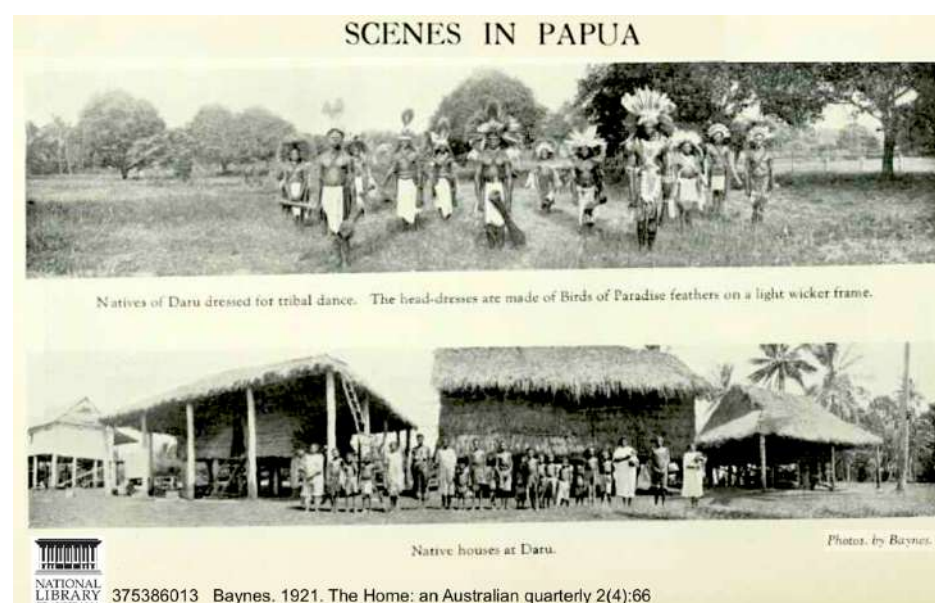 SCENES IN PAPUA
Natives of Daru dressed for tribal dance. The head-dresses are made of Birds of Paradise feathers on a light wicker frame.
Native houses at Daru.
Photos. by Baynes.
NATIONAL
LIBRARY
375386013 Baynes. 1921. The Home: an Australian quarterly 2(4):66